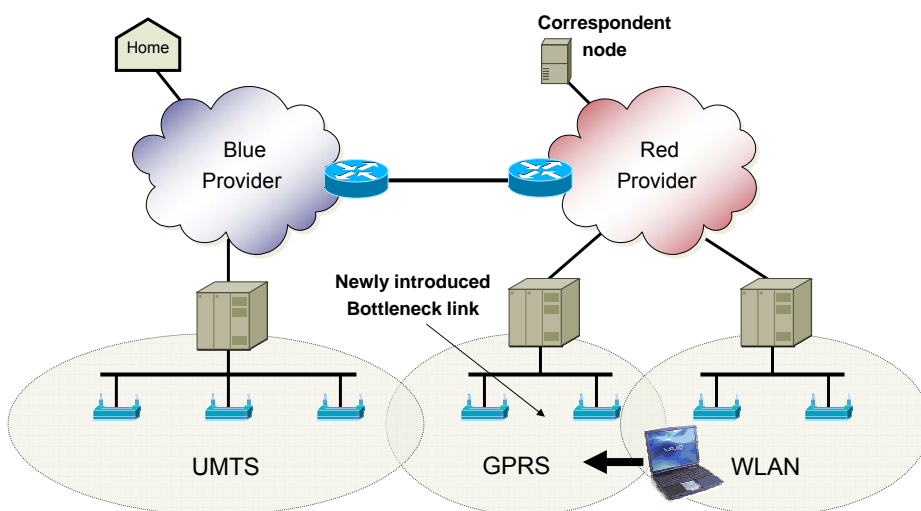 Home
Correspondent
node
Blue
Provider
Red
Provider
Newly introduced
Bottleneck link
UMTS
GPRS
WLAN